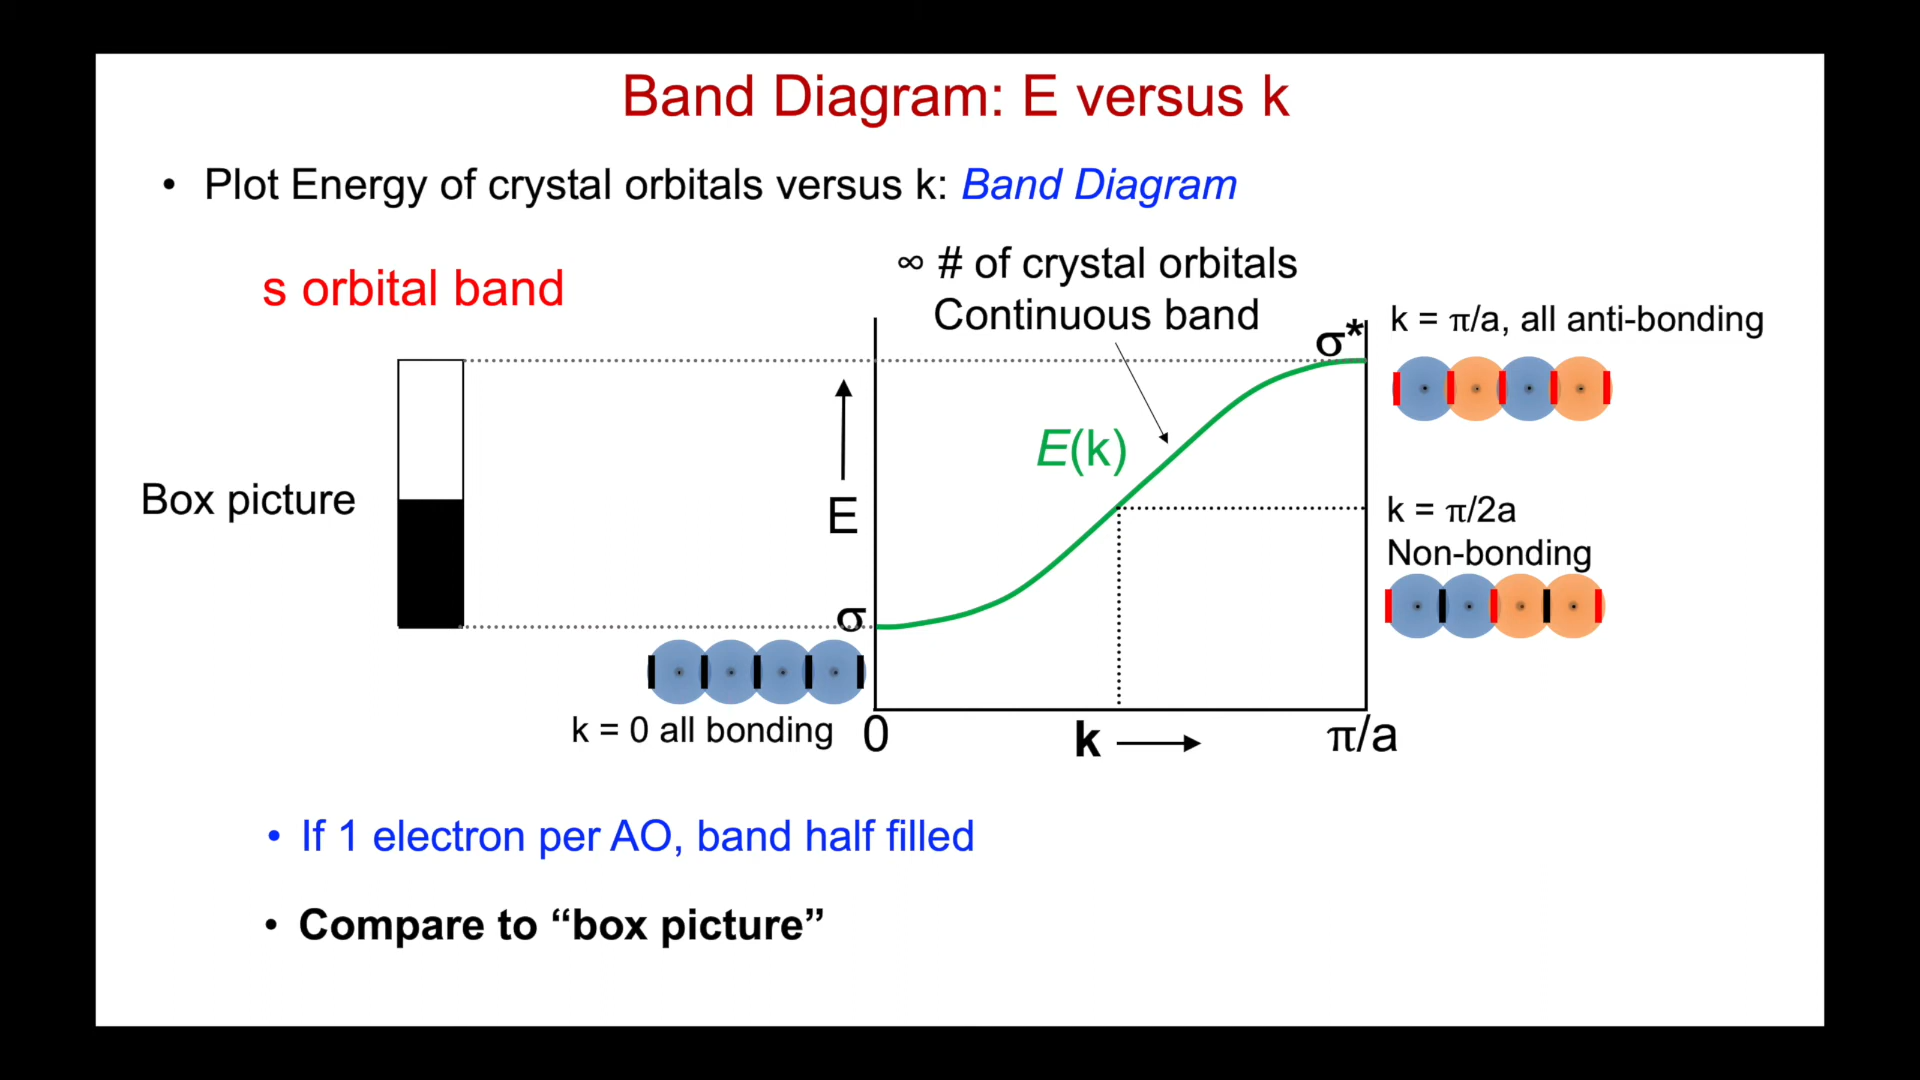 Band Diagram: E versus k
• Plot Energy of crystal orbitals versus k: Band Diagram
s orbital band
∞ # of crystal orbitals
Continuous band
σ*
k = π/a, all anti-bonding
E(k)
Box picture
E
k = π/2a
Non-bonding
σ
k = 0 all bonding
0
k
π/a
• If 1 electron per AO, band half filled
• Compare to “box picture”